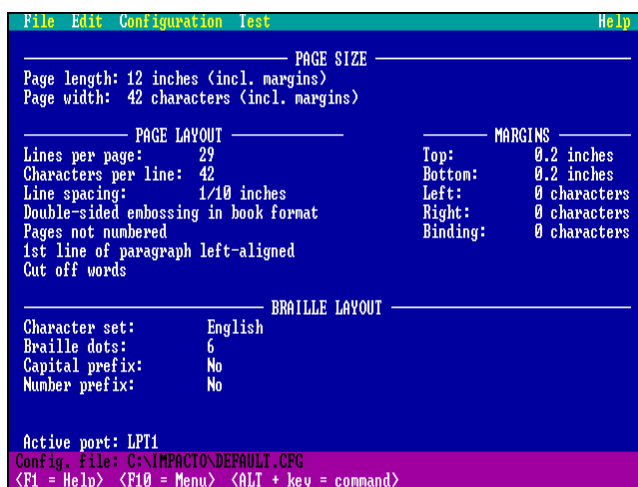 File Edit Configuration Test Help
PAGE SIZE
Page length: 12 inches (incl. margins)
Page width: 42 characters (incl. margins)
PAGE LAYOUT
Lines per page: 29
Characters per line: 42
Line spacing: 1/10 inches
Double-sided embossing in book format
Pages not numbered
1st line of paragraph left-aligned
Cut off words
MARGINS
Top: 0.2 inches
Bottom: 0.2 inches
Left: 0 characters
Right: 0 characters
Binding: 0 characters
BRAILLE LAYOUT
Character set: English
Braille dots: 6
Capital prefix: No
Number prefix: No
Active port: LPT1
Config. file: C:\IMPACTO\DEFAULT.CFG
<F1 = Help> <F10 = Menu> <ALT + key = command>